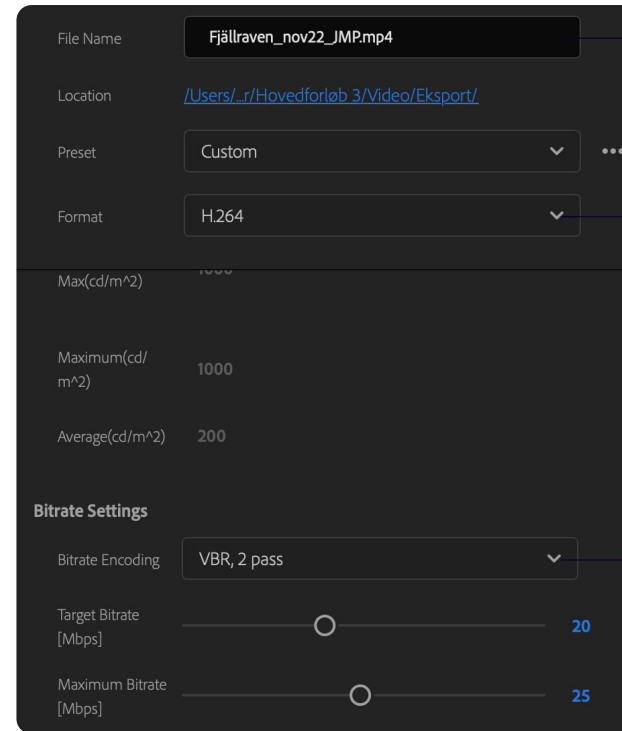 File Name Fjällraven_nov22_JMP.mp4
Location /Users/...r/Hovedforløb 3/Video/Eksport/
Preset Custom
Format H.264
Max(cd/m^2) 1000
Maximum(cd/
m^2) 1000
Average(cd/m^2) 200
Bitrate Settings
Bitrate Encoding VBR, 2 pass
Target Bitrate
[Mbps] 20
Maximum Bitrate
[Mbps] 25